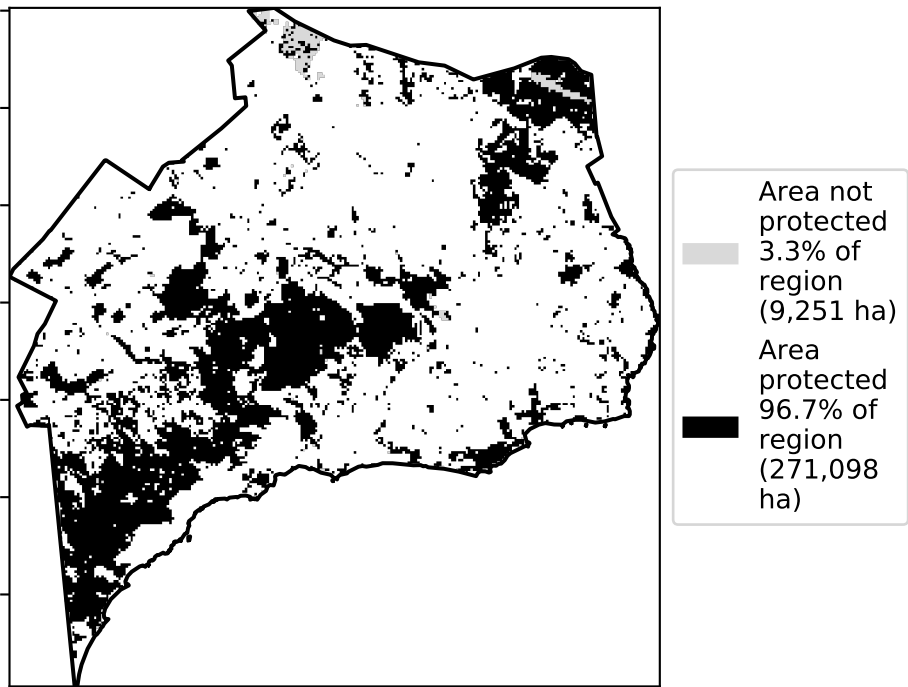 Area not
protected
3.3% of
region
(9,251 ha)
Area
protected
96.7% of
region
(271,098
ha)